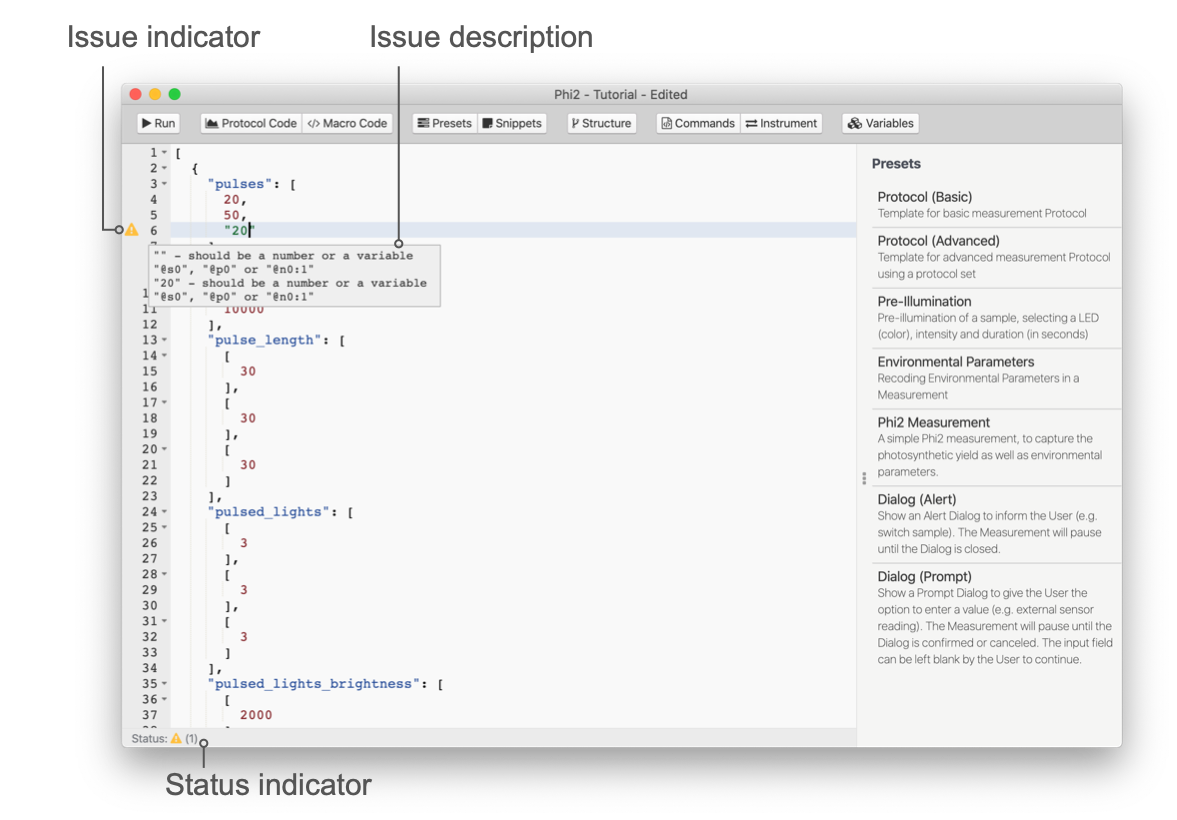 Issue indicator Issue description
Phi2 - Tutorial - Edited
Run Protocol Code </> Macro Code Presets Snippets Structure Commands Instrument Variables
1 [
2 {
3 "pulses": [
4 20,
5 50,
6 "20"
"" - should be a number or a variable
"@s0", "@p0" or "@n0:1"
"20" - should be a number or a variable
"@s0", "@p0" or "@n0:1"
11 10000
12 ],
13 "pulse_length": [
14 [
15 30
16 ],
17 [
18 30
19 ],
20 [
21 30
22 ]
23 ],
24 "pulsed_lights": [
25 [
26 3
27 ],
28 [
29 3
30 ],
31 [
32 3
33 ]
34 ],
35 "pulsed_lights_brightness": [
36 [
37 2000
Status: (1)
Presets
Protocol (Basic)
Template for basic measurement Protocol
Protocol (Advanced)
Template for advanced measurement Protocol
using a protocol set
Pre-Illumination
Pre-illumination of a sample, selecting a LED
(color), intensity and duration (in seconds)
Environmental Parameters
Recoding Environmental Parameters in a
Measurement
Phi2 Measurement
A simple Phi2 measurement, to capture the
photosynthetic yield as well as environmental
parameters.
Dialog (Alert)
Show an Alert Dialog to inform the User (e.g.
switch sample). The Measurement will pause
until the Dialog is closed.
Dialog (Prompt)
Show a Prompt Dialog to give the User the
option to enter a value (e.g. external sensor
reading). The Measurement will pause until the
Dialog is confirmed or canceled. The input field
can be left blank by the User to continue.
Status indicator